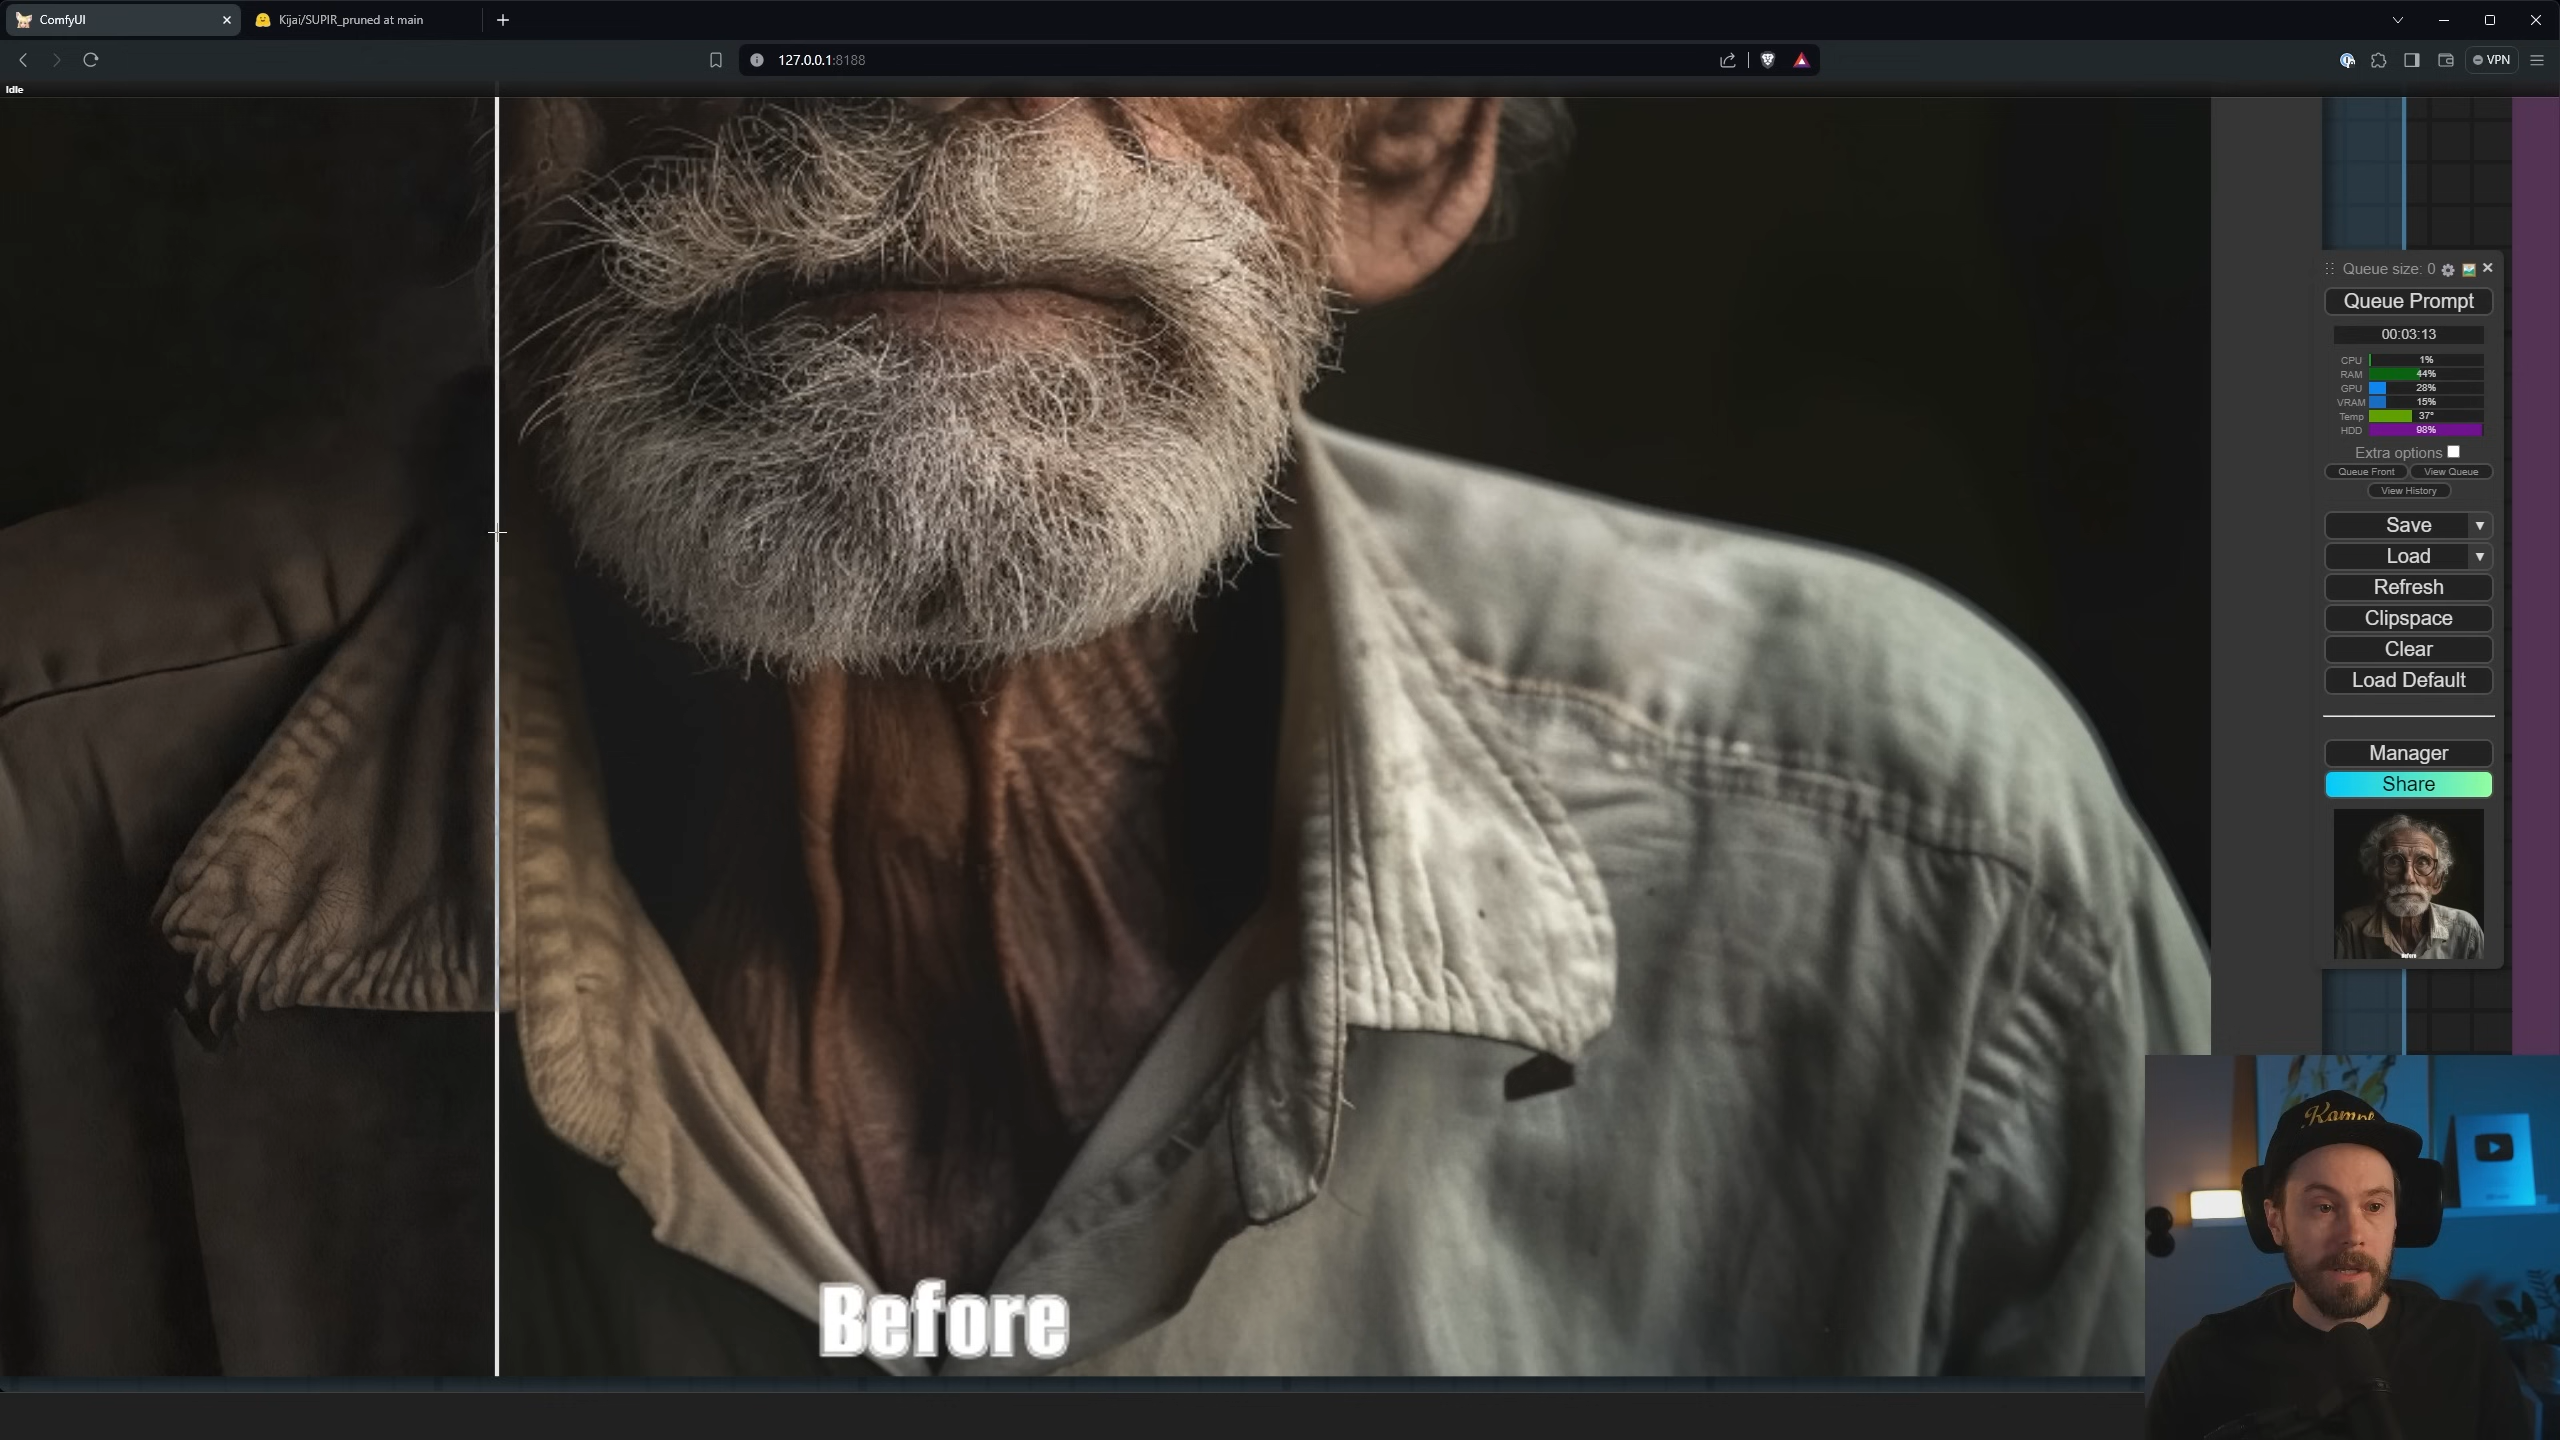 ComfyUI
Kijai/SUPIR_pruned at main
127.0.0.1:8188
VPN
Idle
Queue size: 0
Queue Prompt
00:03:13
CPU 1%
RAM 44%
GPU 28%
VRAM 15%
Temp 37°
HDD 98%
Extra options
Queue Front View Queue
View History
Save
Load
Refresh
Clipspace
Clear
Load Default
Manager
Share
Before
Before